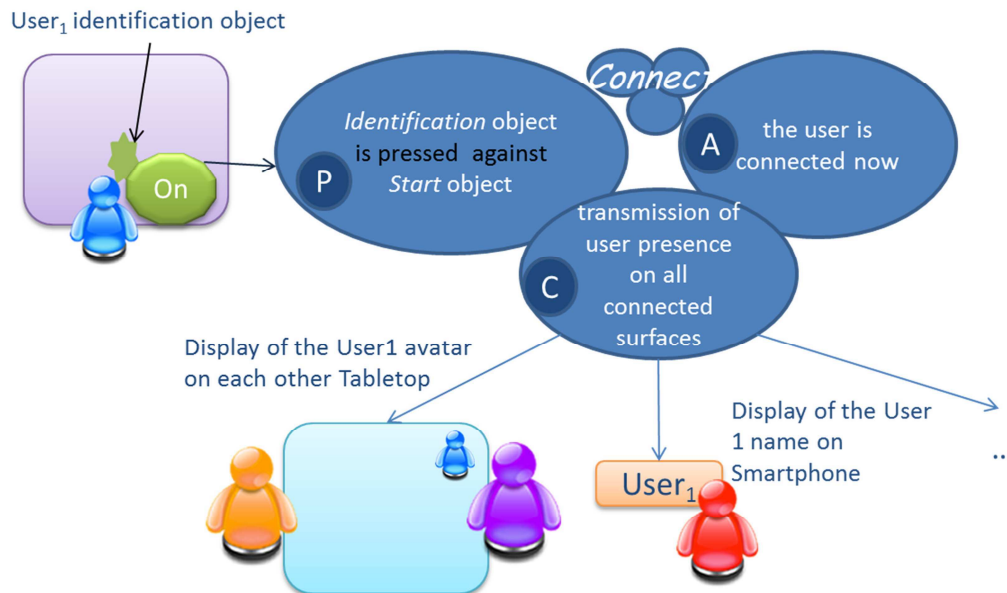 User₁ identification object
On
Identification object
is pressed against
Start object
P
Connect
A
the user is
connected now
transmission of
user presence
on all
connected
surfaces
C
Display of the User1 avatar
on each other Tabletop
User₁
Display of the User
1 name on
Smartphone
..